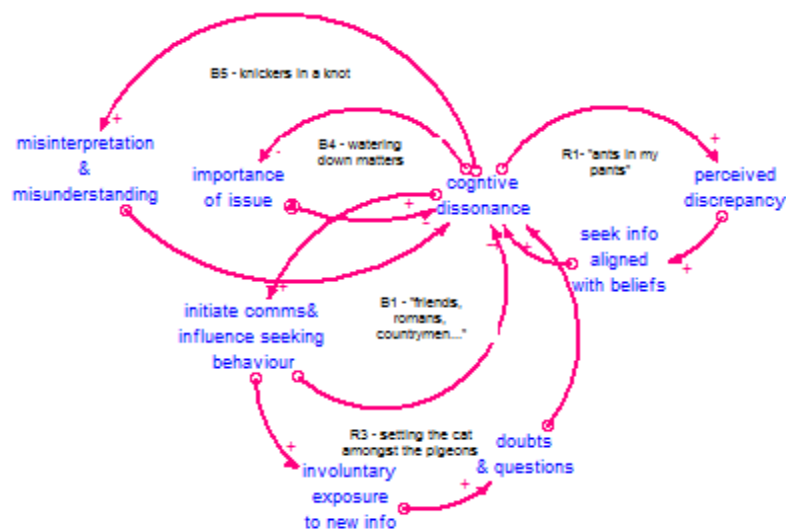 B5 - knickers in a knot
+
misinterpretation
&
misunderstanding
B4 - watering
down matters
-
importance
of issue
+
-
cogntive
dissonance
R1- "ants in my
pants"
+
perceived
discrepancy
+
seek info
aligned
with beliefs
+
-
+
initiate comms&
influence seeking
behaviour
B1 - "friends,
romans,
countrymen..."
R3 - setting the cat
amongst the pigeons
+
involuntary
exposure
to new info
+
doubts
& questions